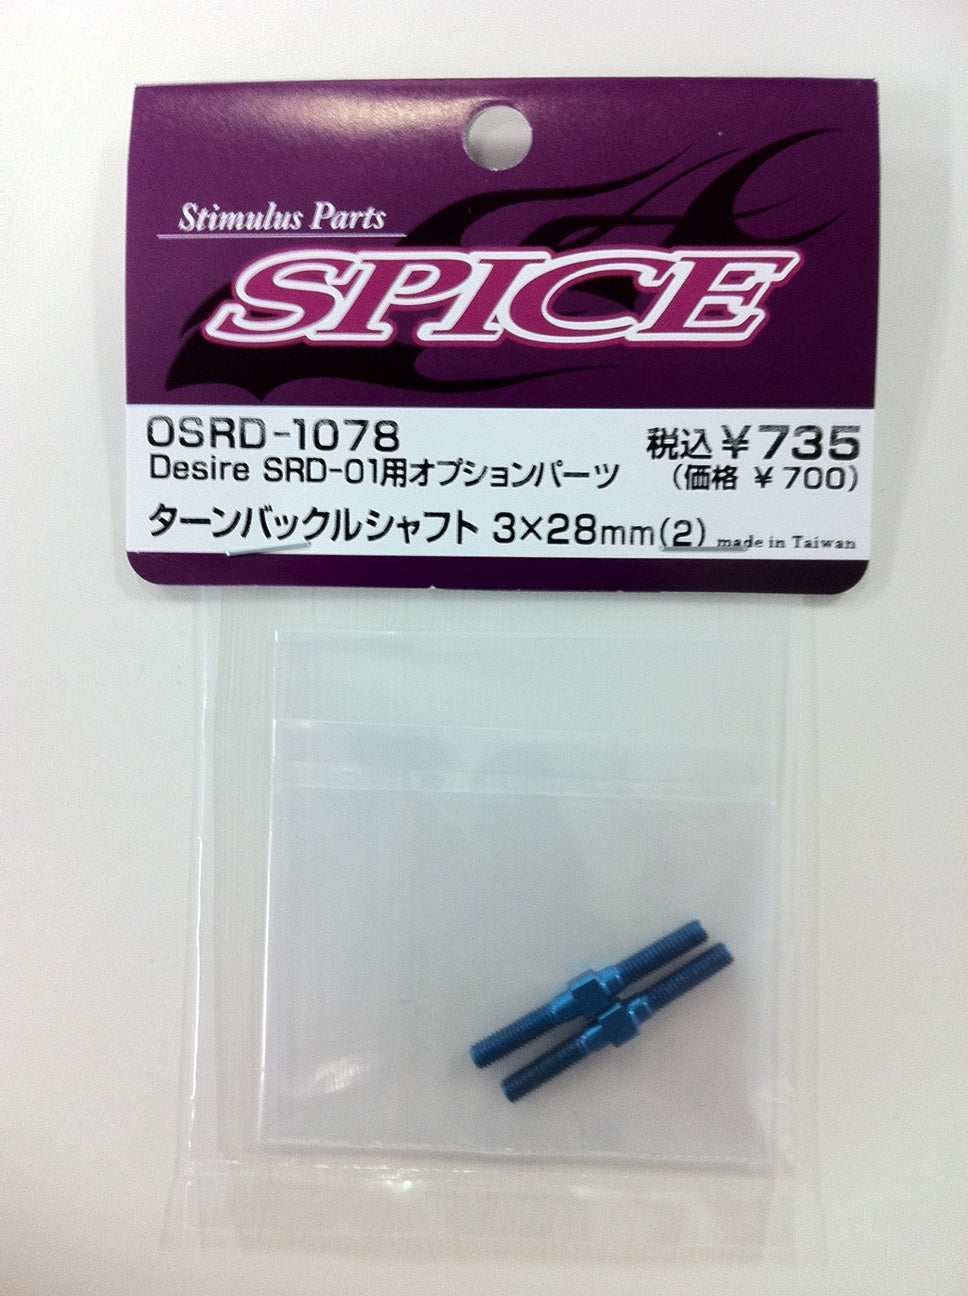 Stimulus Parts
SPICE
OSRD-1078
Desire SRD-01用オプションパーツ
税込 ¥735
(価格 ¥700)
ターンバックルシャフト 3×28mm(2) made in Taiwan